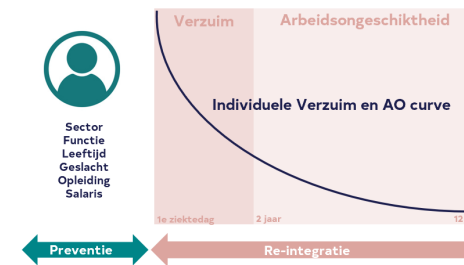 Verzuim
Arbeidsongeschiktheid
Individuele Verzuim en AO curve
Sector
Functie
Leeftijd
Geslacht
Opleiding
Salaris
1e ziektedag
2 jaar
12
Preventie
Re-integratie